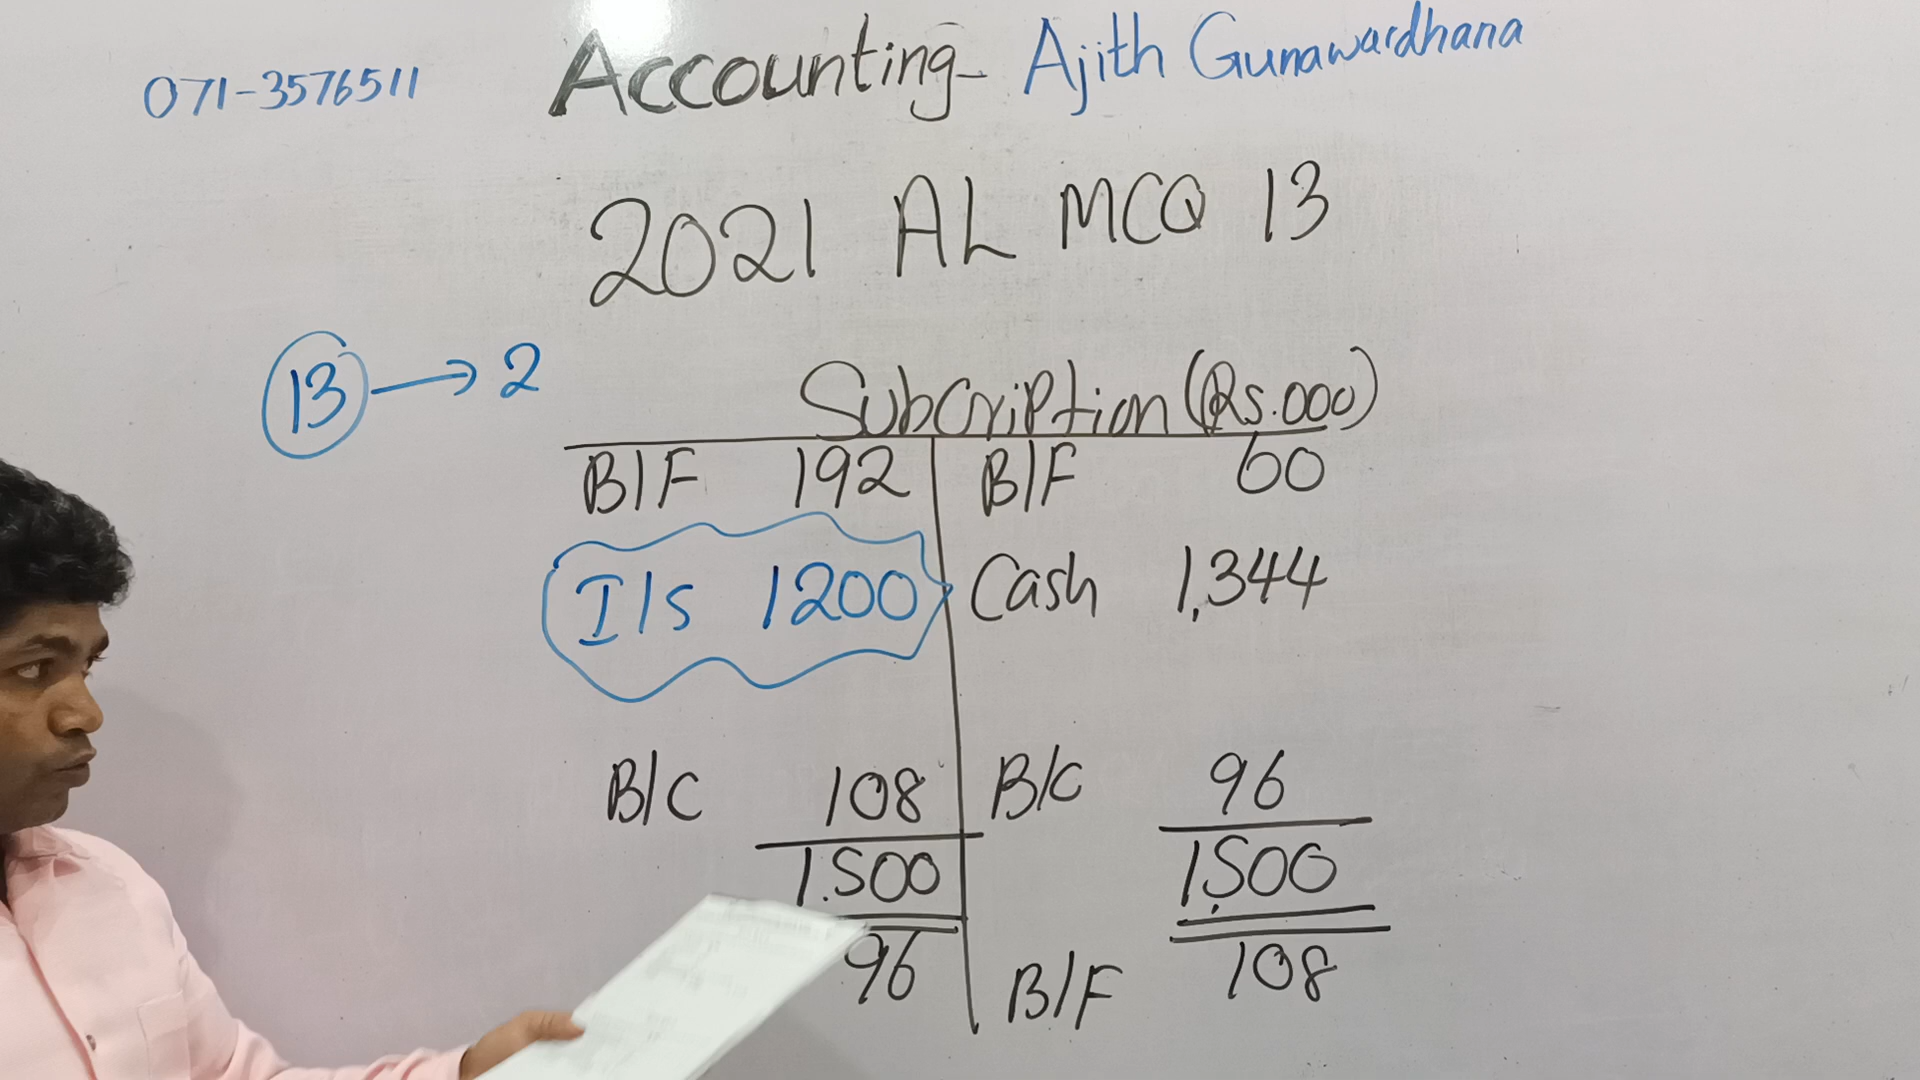 071-3576511 Accounting- Ajith Gunawardhana
2021 AL MCQ 13
13 → 2
Subcription (Rs.000)
B/F 192 B/F 60
I/S 1200 Cash 1,344
B/C 108 B/C 96
1.500 1,500
96 B/F 108